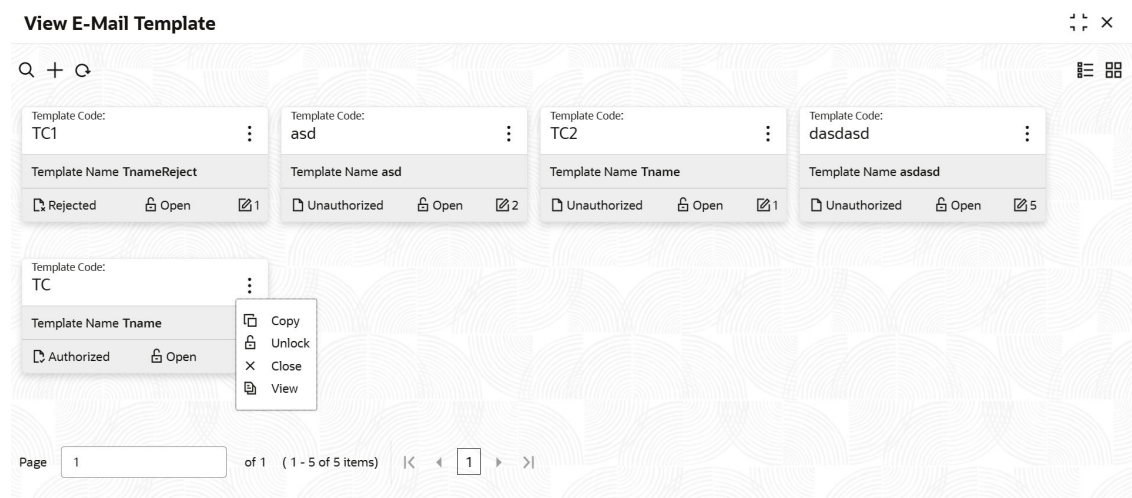 View E-Mail Template
Template Code: Template Code: Template Code: Template Code:
TC1 asd TC2 dasdasd
Template Name TnameReject Template Name asd Template Name Tname Template Name asdasd
Rejected Open 1 Unauthorized Open 2 Unauthorized Open 1 Unauthorized Open 5
Template Code:
TC
Template Name Tname
Authorized Open
Copy
Unlock
Close
View
Page 1 of 1 ( 1 - 5 of 5 items) 1